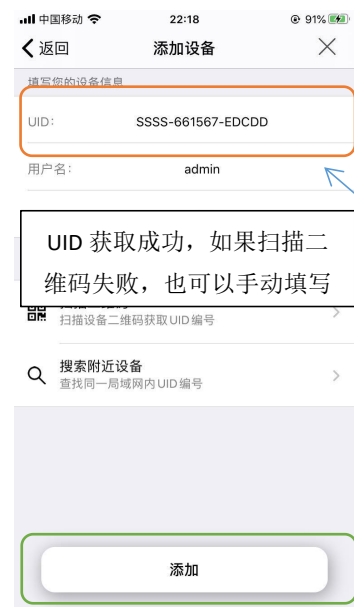 中国移动 22:18 91%
返回 添加设备
填写您的设备信息
UID: SSSS-661567-EDCDD
用户名: admin
UID 获取成功，如果扫描二
维码失败，也可以手动填写
扫描设备二维码获取UID编号
搜索附近设备
查找同一局域网内UID编号
添加